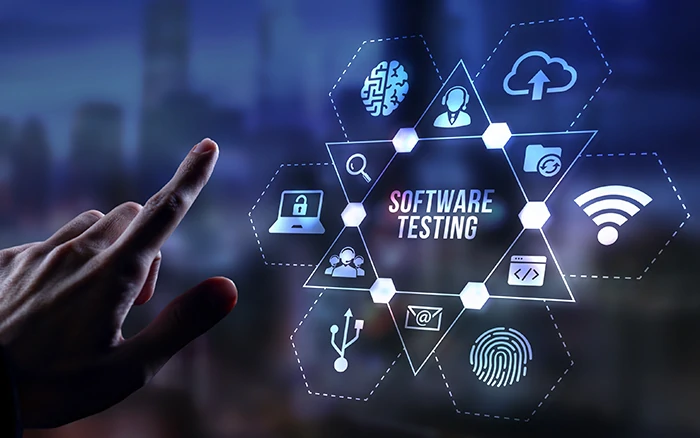 SOFTWARE
TESTING
@
</>